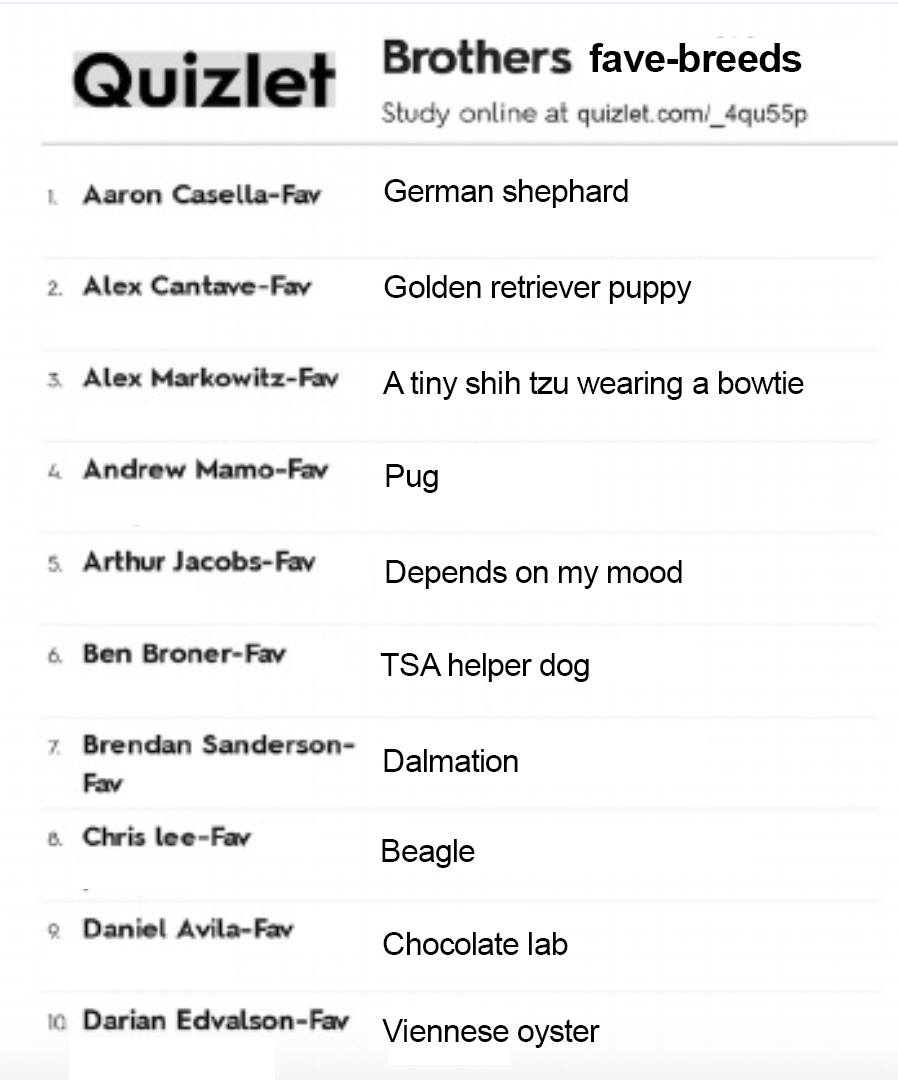 Quizlet
Brothers fave-breeds
Study online at quizlet.com/_4qu55p
1. Aaron Casella-Fav German shephard
2. Alex Cantave-Fav Golden retriever puppy
3. Alex Markowitz-Fav A tiny shih tzu wearing a bowtie
4. Andrew Mamo-Fav Pug
5. Arthur Jacobs-Fav Depends on my mood
6. Ben Broner-Fav TSA helper dog
7. Brendan Sanderson-
Fav Dalmation
8. Chris lee-Fav Beagle
9. Daniel Avila-Fav Chocolate lab
10. Darian Edvalson-Fav Viennese oyster